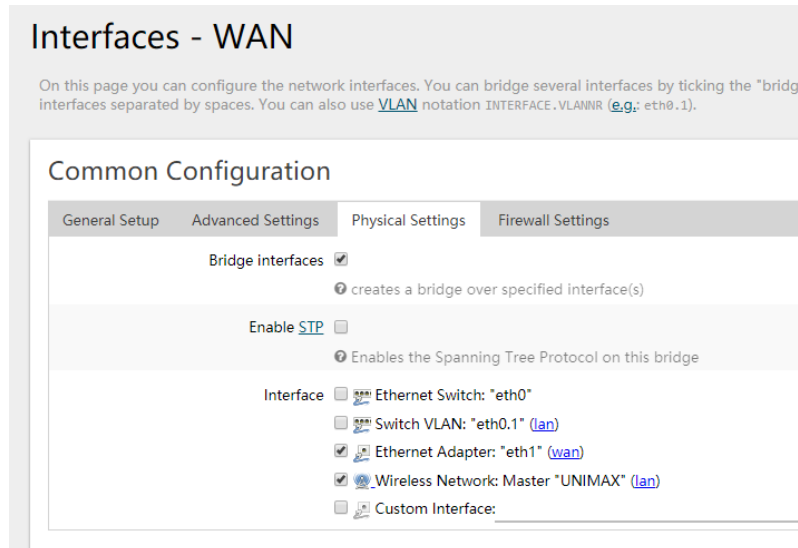 Interfaces - WAN
On this page you can configure the network interfaces. You can bridge several interfaces by ticking the "bridg
interfaces separated by spaces. You can also use VLAN notation INTERFACE.VLANNR (e.g.: eth0.1).
Common Configuration
General Setup Advanced Settings Physical Settings Firewall Settings
Bridge interfaces
creates a bridge over specified interface(s)
Enable STP
Enables the Spanning Tree Protocol on this bridge
Interface Ethernet Switch: "eth0"
Switch VLAN: "eth0.1" (lan)
Ethernet Adapter: "eth1" (wan)
Wireless Network: Master "UNIMAX" (lan)
Custom Interface: